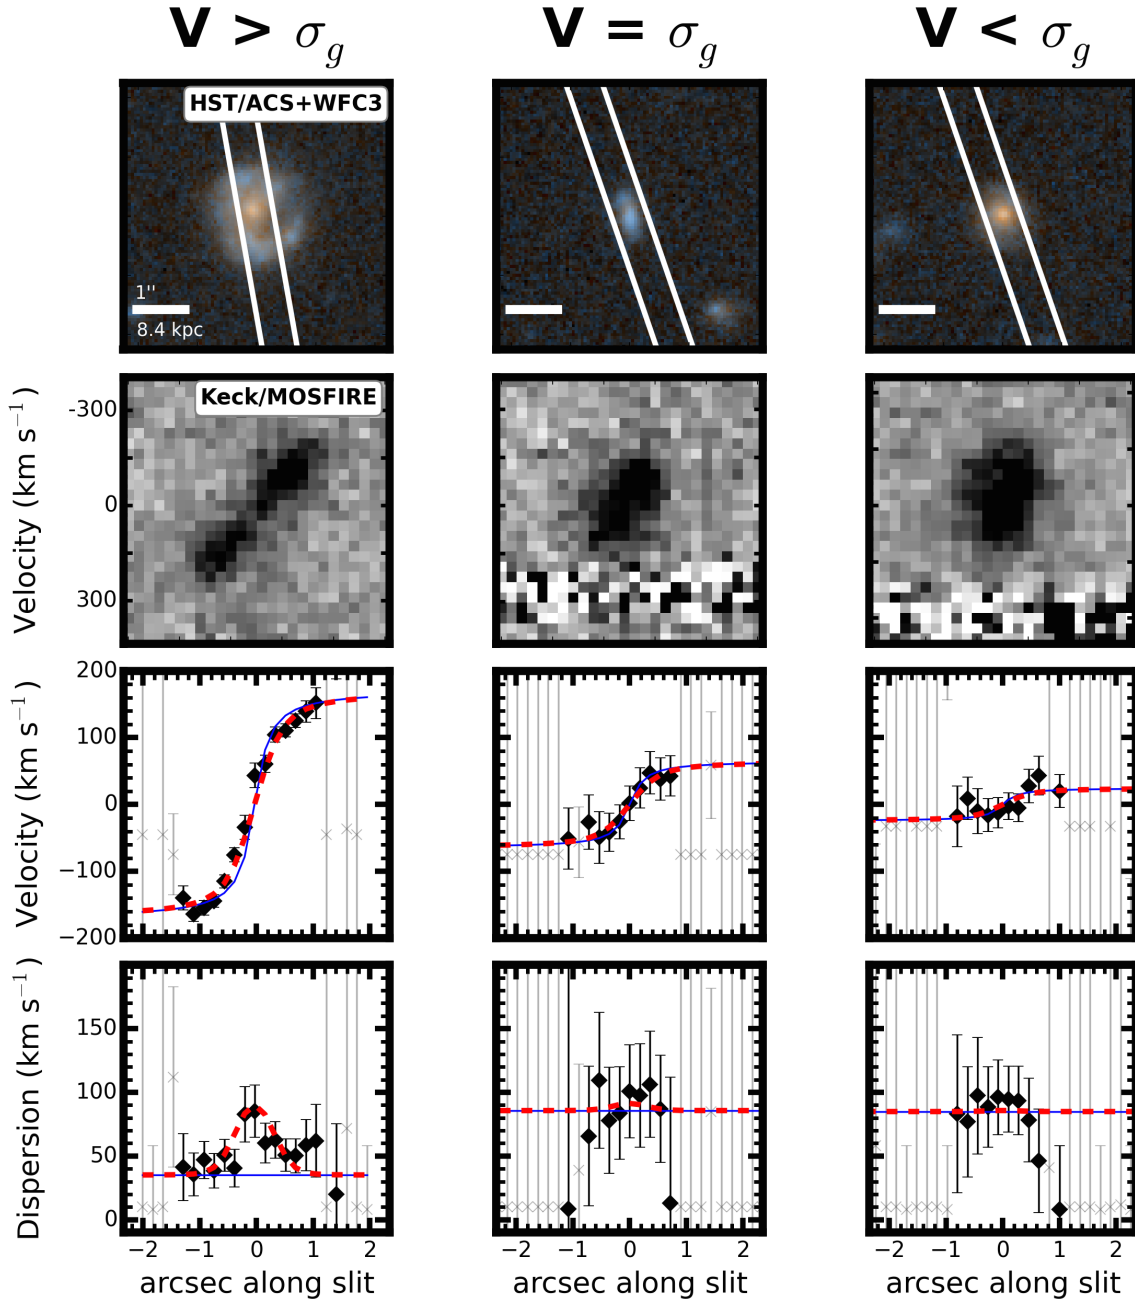 V > σg V = σg V < σg
HST/ACS+WFC3
1''
8.4 kpc
Keck/MOSFIRE
Velocity (km s⁻¹)
-300
0
300
Velocity (km s⁻¹)
200
100
0
−100
−200
Dispersion (km s⁻¹)
150
100
50
0
−2 −1 0 1 2 −2 −1 0 1 2 −2 −1 0 1 2
arcsec along slit arcsec along slit arcsec along slit